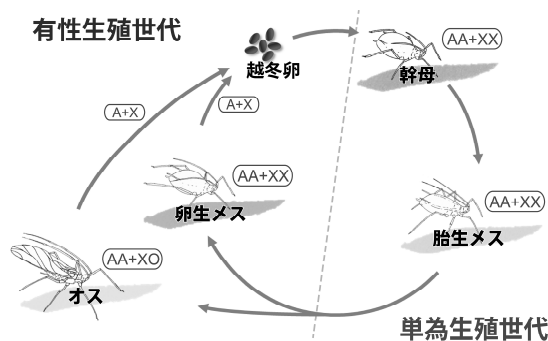 有性生殖世代
越冬卵
AA+XX
幹母
A+X
A+X
AA+XX
卵生メス
AA+XX
胎生メス
AA+XO
オス
単為生殖世代